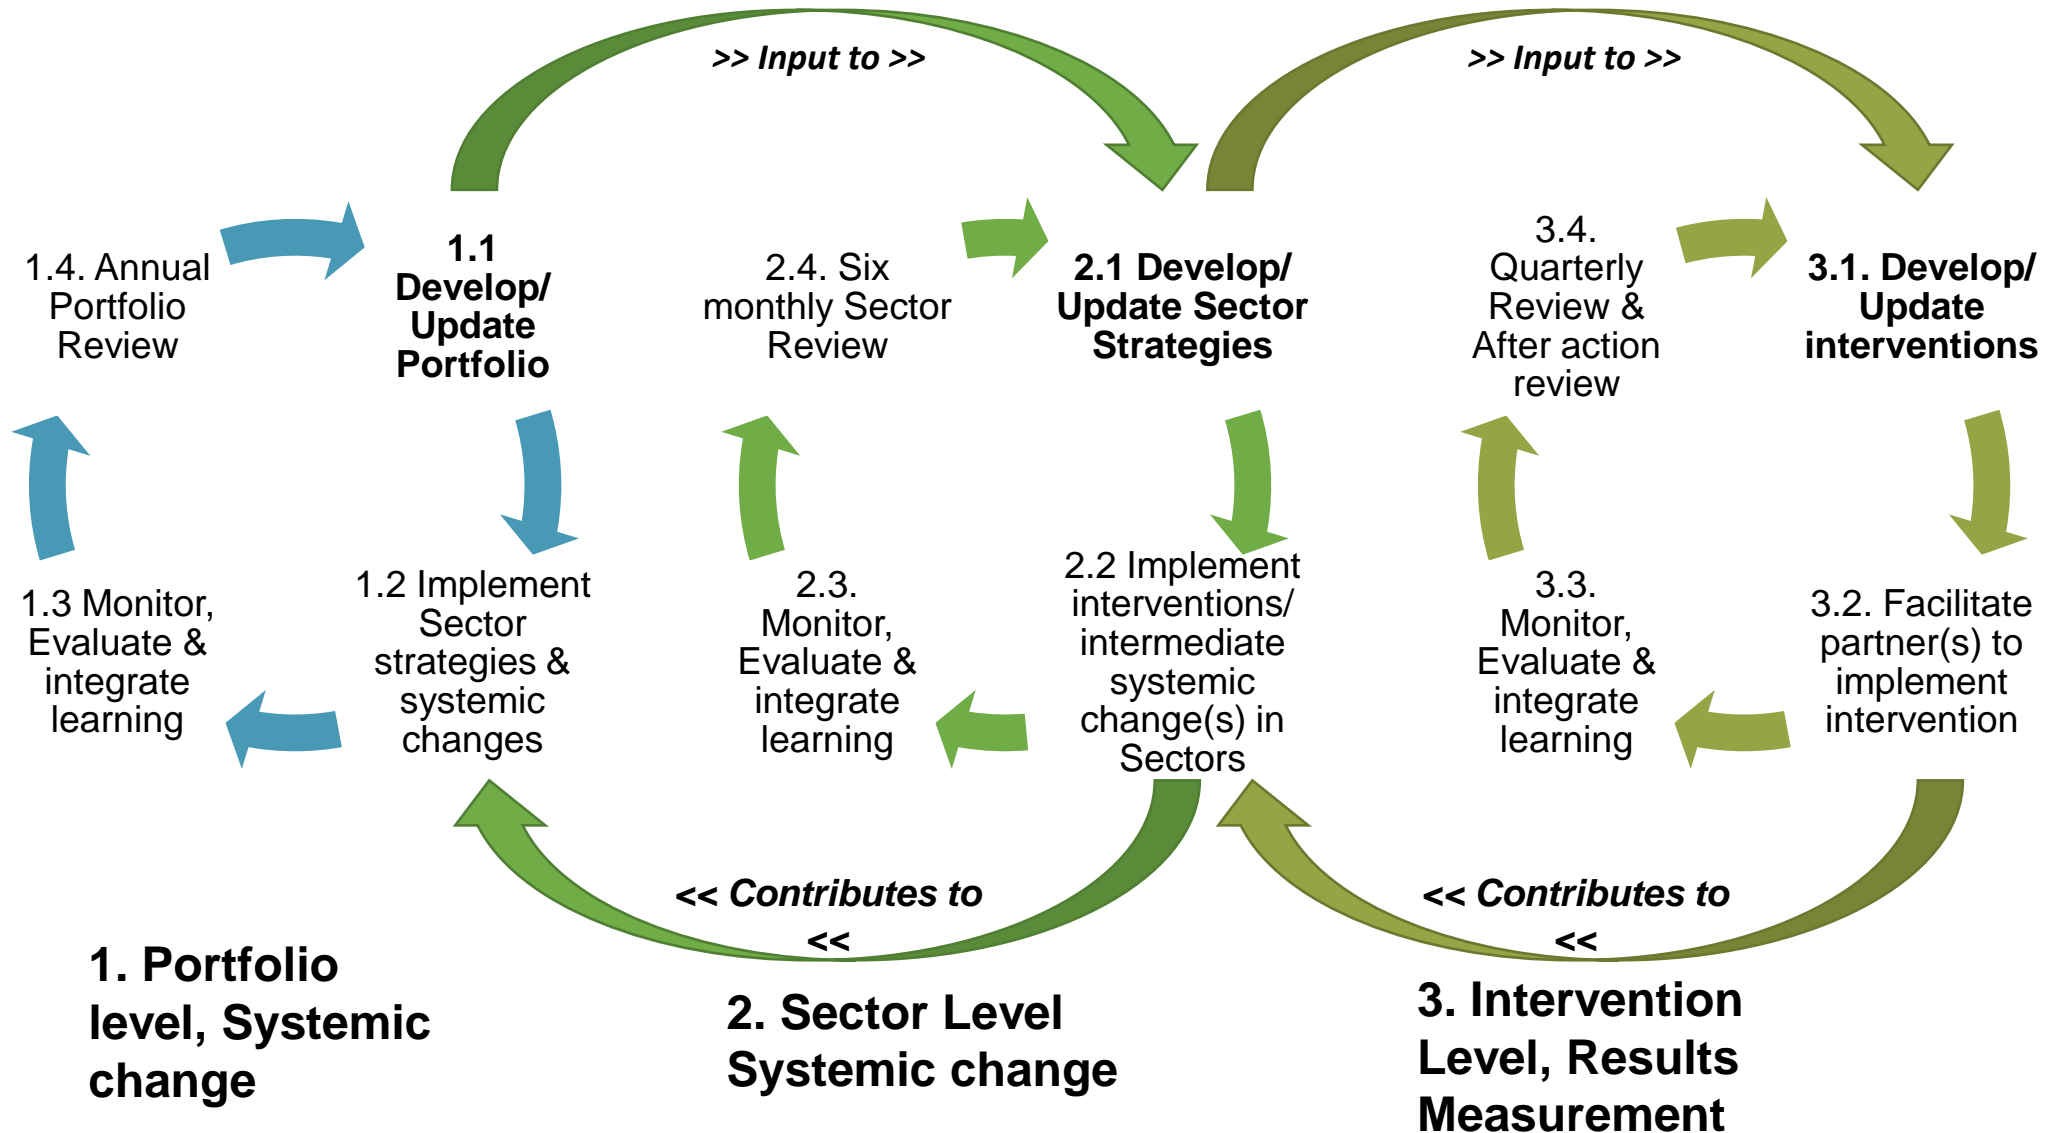 >> Input to >>
>> Input to >>
1.4. Annual
Portfolio
Review
1.1
Develop/
Update
Portfolio
2.4. Six
monthly Sector
Review
2.1 Develop/
Update Sector
Strategies
3.4.
Quarterly
Review &
After action
review
3.1. Develop/
Update
interventions
1.3 Monitor,
Evaluate &
integrate
learning
1.2 Implement
Sector
strategies &
systemic
changes
2.3.
Monitor,
Evaluate &
integrate
learning
2.2 Implement
interventions/
intermediate
systemic
change(s) in
Sectors
3.3.
Monitor,
Evaluate &
integrate
learning
3.2. Facilitate
partner(s) to
implement
intervention
<< Contributes to
<<
<< Contributes to
<<
1. Portfolio
level, Systemic
change
2. Sector Level
Systemic change
3. Intervention
Level, Results
Measurement